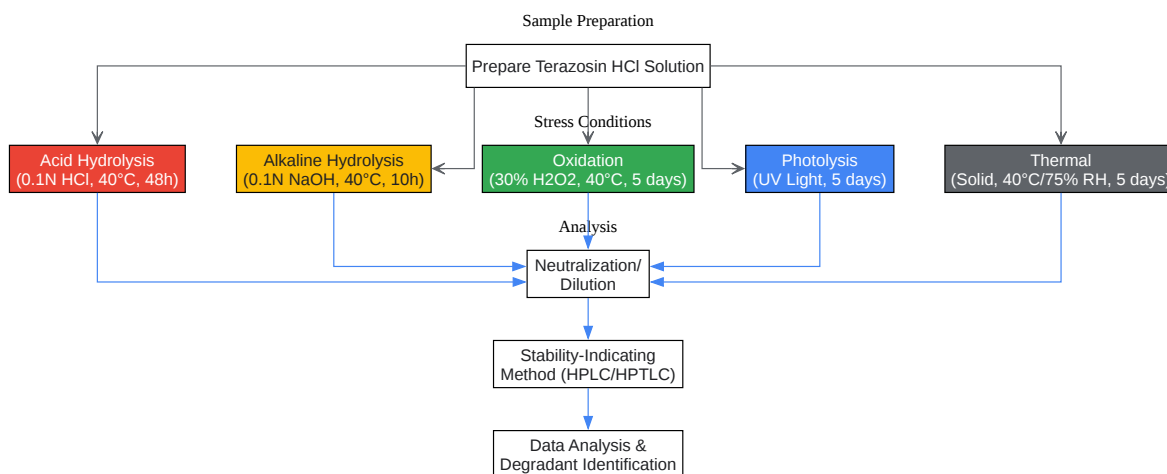 Sample Preparation
Prepare Terazosin HCl Solution
Stress Conditions
Acid Hydrolysis
(0.1N HCl, 40°C, 48h)
Alkaline Hydrolysis
(0.1N NaOH, 40°C, 10h)
Oxidation
(30% H2O2, 40°C, 5 days)
Photolysis
(UV Light, 5 days)
Thermal
(Solid, 40°C/75% RH, 5 days)
Analysis
Neutralization/
Dilution
Stability-Indicating
Method (HPLC/HPTLC)
Data Analysis &
Degradant Identification